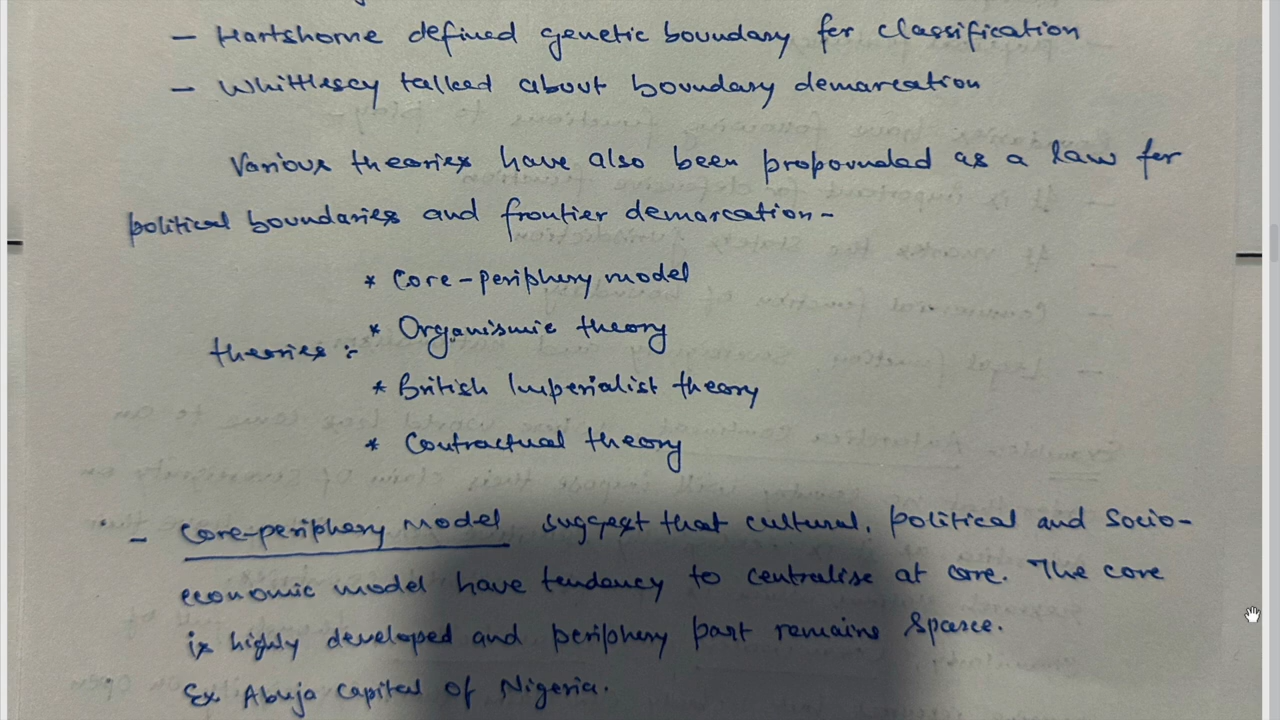 - Hartshorne defined genetic boundary for classification
- Whittlesey talked about boundary demarcation
Various theories have also been propounded as a law for
political boundaries and frontier demarcation -
* Core-periphery model
* Organismic theory
theories :-
* British Imperialist theory
* Contractual theory
- Core-periphery model suggest that cultural, political and socio-
economic model have tendancy to centralise at core. The core
is highly developed and periphery part remains sparce.
Ex Abuja capital of Nigeria.